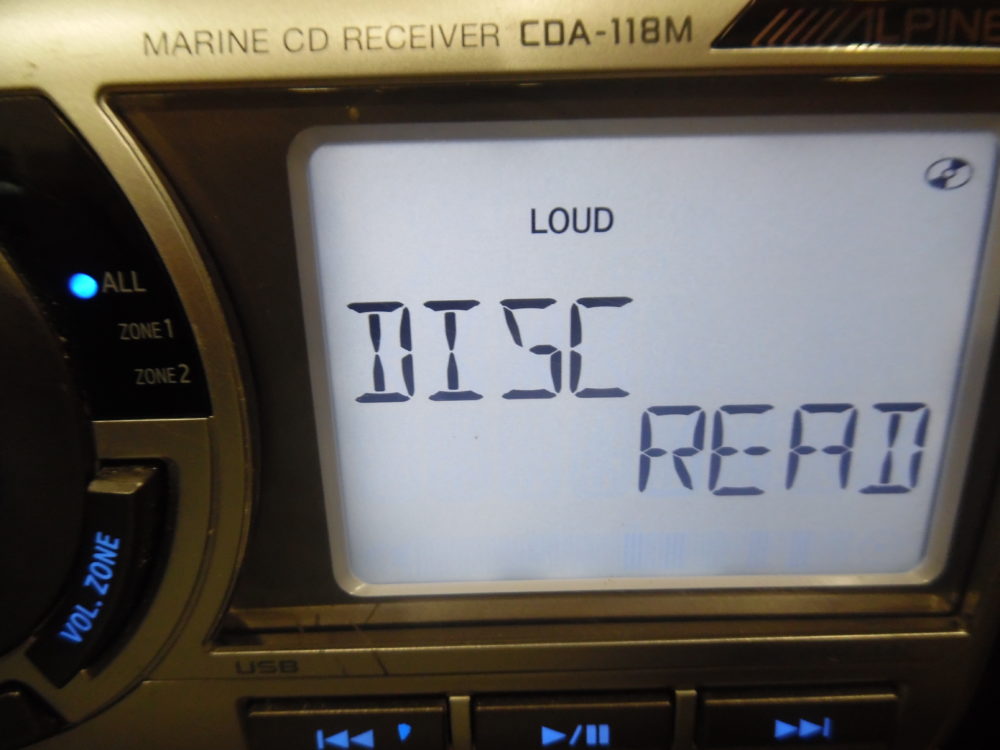 MARINE CD RECEIVER CDA-118M
ALPINE
LOUD
ALL
ZONE 1
ZONE 2
DISC
READ
VOL. ZONE
USB